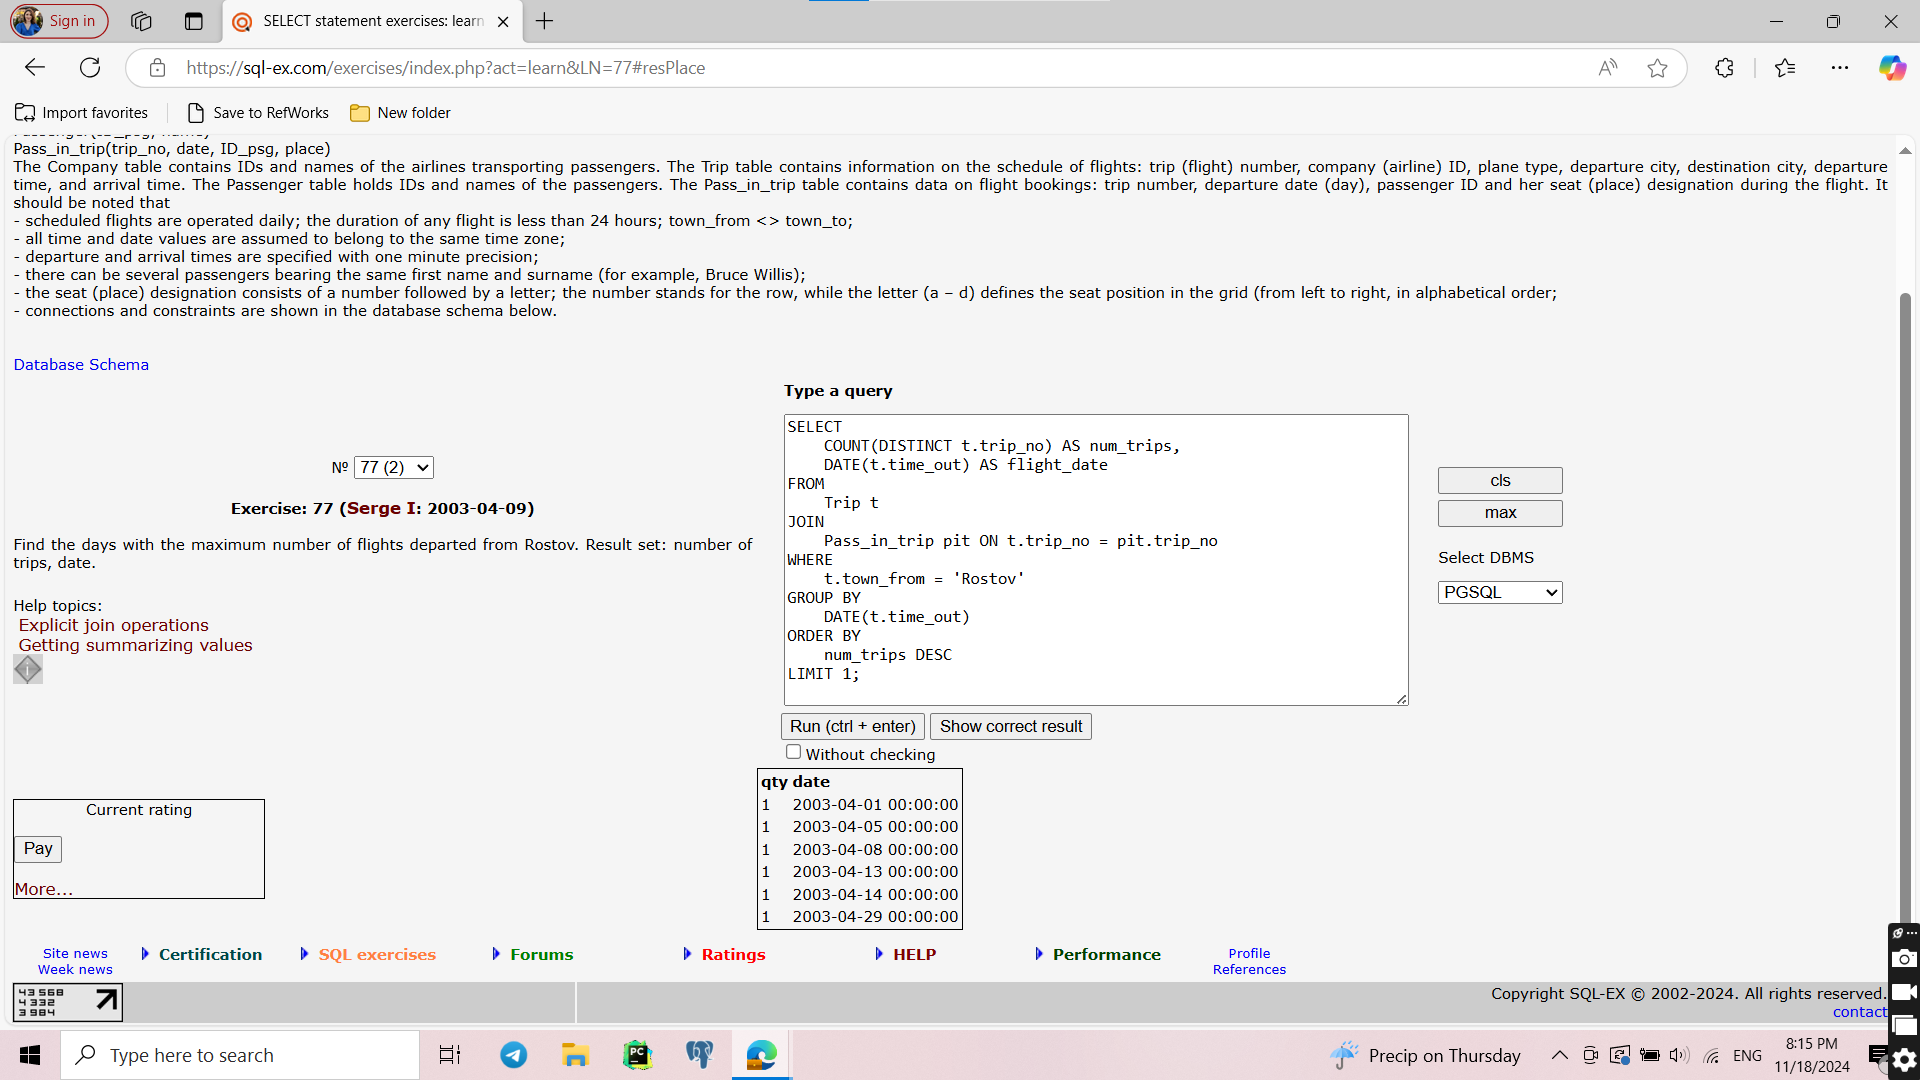 Sign in
SELECT statement exercises: learn
https://sql-ex.com/exercises/index.php?act=learn&LN=77#resPlace
Import favorites
Save to RefWorks
New folder
Pass_in_trip(trip_no, date, ID_psg, place)
The Company table contains IDs and names of the airlines transporting passengers. The Trip table contains information on the schedule of flights: trip (flight) number, company (airline) ID, plane type, departure city, destination city, departure
time, and arrival time. The Passenger table holds IDs and names of the passengers. The Pass_in_trip table contains data on flight bookings: trip number, departure date (day), passenger ID and her seat (place) designation during the flight. It
should be noted that
- scheduled flights are operated daily; the duration of any flight is less than 24 hours; town_from <> town_to;
- all time and date values are assumed to belong to the same time zone;
- departure and arrival times are specified with one minute precision;
- there can be several passengers bearing the same first name and surname (for example, Bruce Willis);
- the seat (place) designation consists of a number followed by a letter; the number stands for the row, while the letter (a – d) defines the seat position in the grid (from left to right, in alphabetical order;
- connections and constraints are shown in the database schema below.
Database Schema
№ 77 (2)
Exercise: 77 (Serge I: 2003-04-09)
Find the days with the maximum number of flights departed from Rostov. Result set: number of
trips, date.
Help topics:
Explicit join operations
Getting summarizing values
Type a query
SELECT
COUNT(DISTINCT t.trip_no) AS num_trips,
DATE(t.time_out) AS flight_date
FROM
Trip t
JOIN
Pass_in_trip pit ON t.trip_no = pit.trip_no
WHERE
t.town_from = 'Rostov'
GROUP BY
DATE(t.time_out)
ORDER BY
num_trips DESC
LIMIT 1;
cls
max
Select DBMS
PGSQL
Run (ctrl + enter)
Show correct result
Without checking
qty date
1 2003-04-01 00:00:00
1 2003-04-05 00:00:00
1 2003-04-08 00:00:00
1 2003-04-13 00:00:00
1 2003-04-14 00:00:00
1 2003-04-29 00:00:00
Current rating
Pay
More...
Site news
Week news
Certification
SQL exercises
Forums
Ratings
HELP
Performance
Profile
References
43 568
4 332
3 984
Copyright SQL-EX © 2002-2024. All rights reserved.
contact
Type here to search
PC
Precip on Thursday
ENG
8:15 PM
11/18/2024